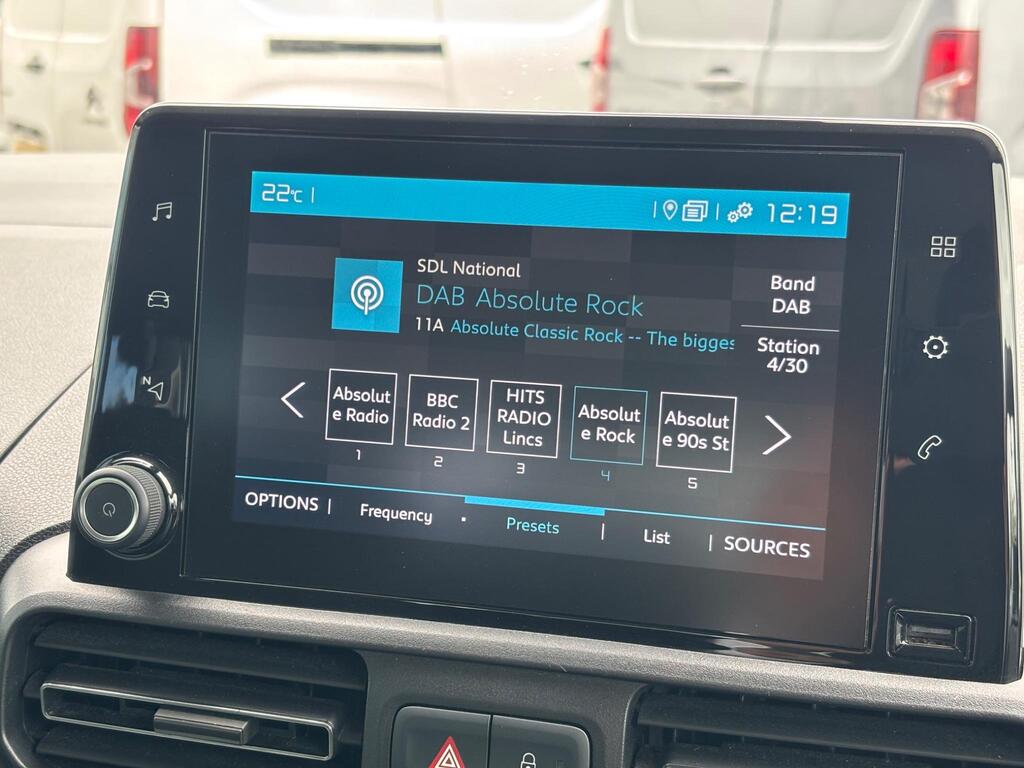 22°C
12:19
SDL National
DAB Absolute Rock
11A Absolute Classic Rock -- The bigges
Band
DAB
Station
4/30
Absolut
e Radio
1
BBC
Radio 2
2
HITS
RADIO
Lincs
3
Absolut
e Rock
4
Absolut
e 90s St
5
OPTIONS
Frequency
Presets
List
SOURCES
N